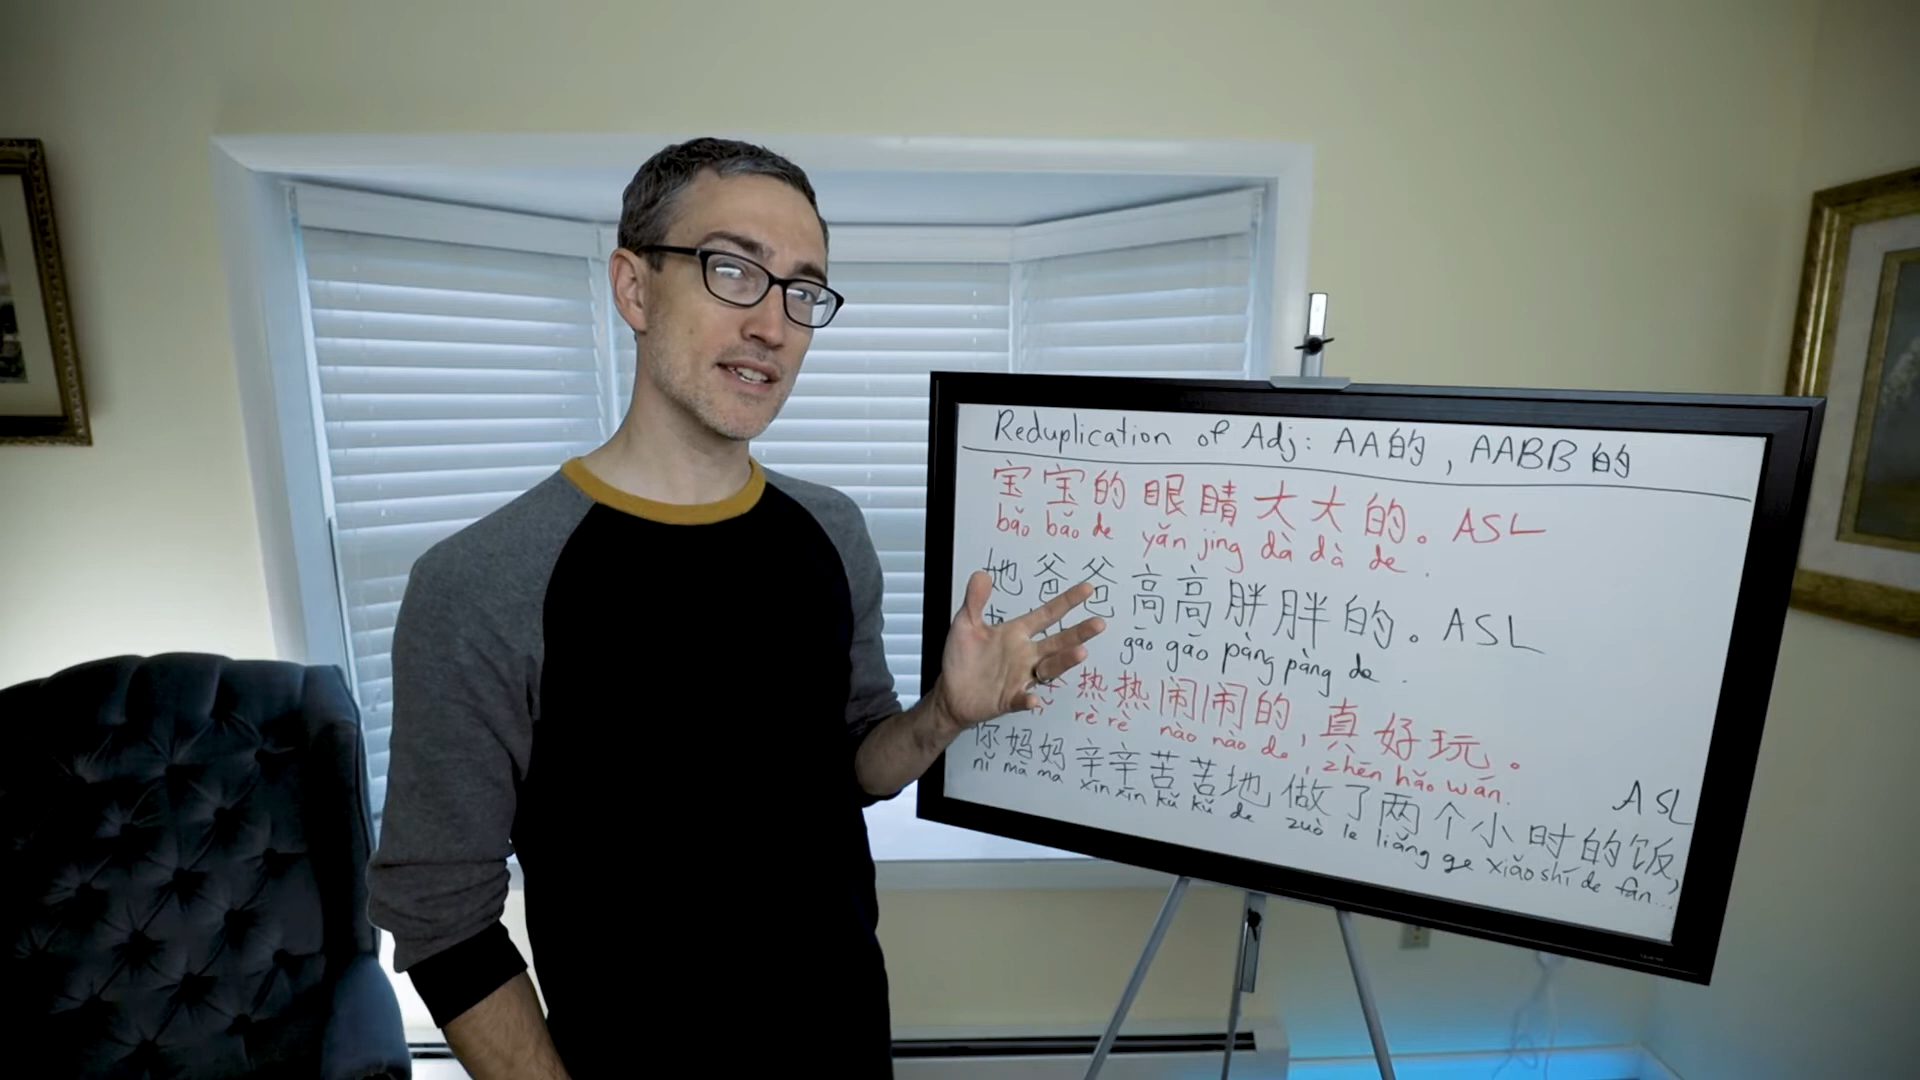 Reduplication of Adj: AA的, AABB的
宝宝的眼睛大大的。ASL
bǎo bǎo de yǎn jing dà dà de.
她爸爸高高胖胖的。ASL
gāo gāo pàng pàng de.
热热闹闹的,真好玩。
rè rè nào nào de, zhēn hǎo wán.
ASL
你妈妈辛辛苦苦地做了两个小时的饭,
nǐ mā ma xīn xīn kǔ kǔ de zuò le liǎng ge xiǎo shí de fàn...